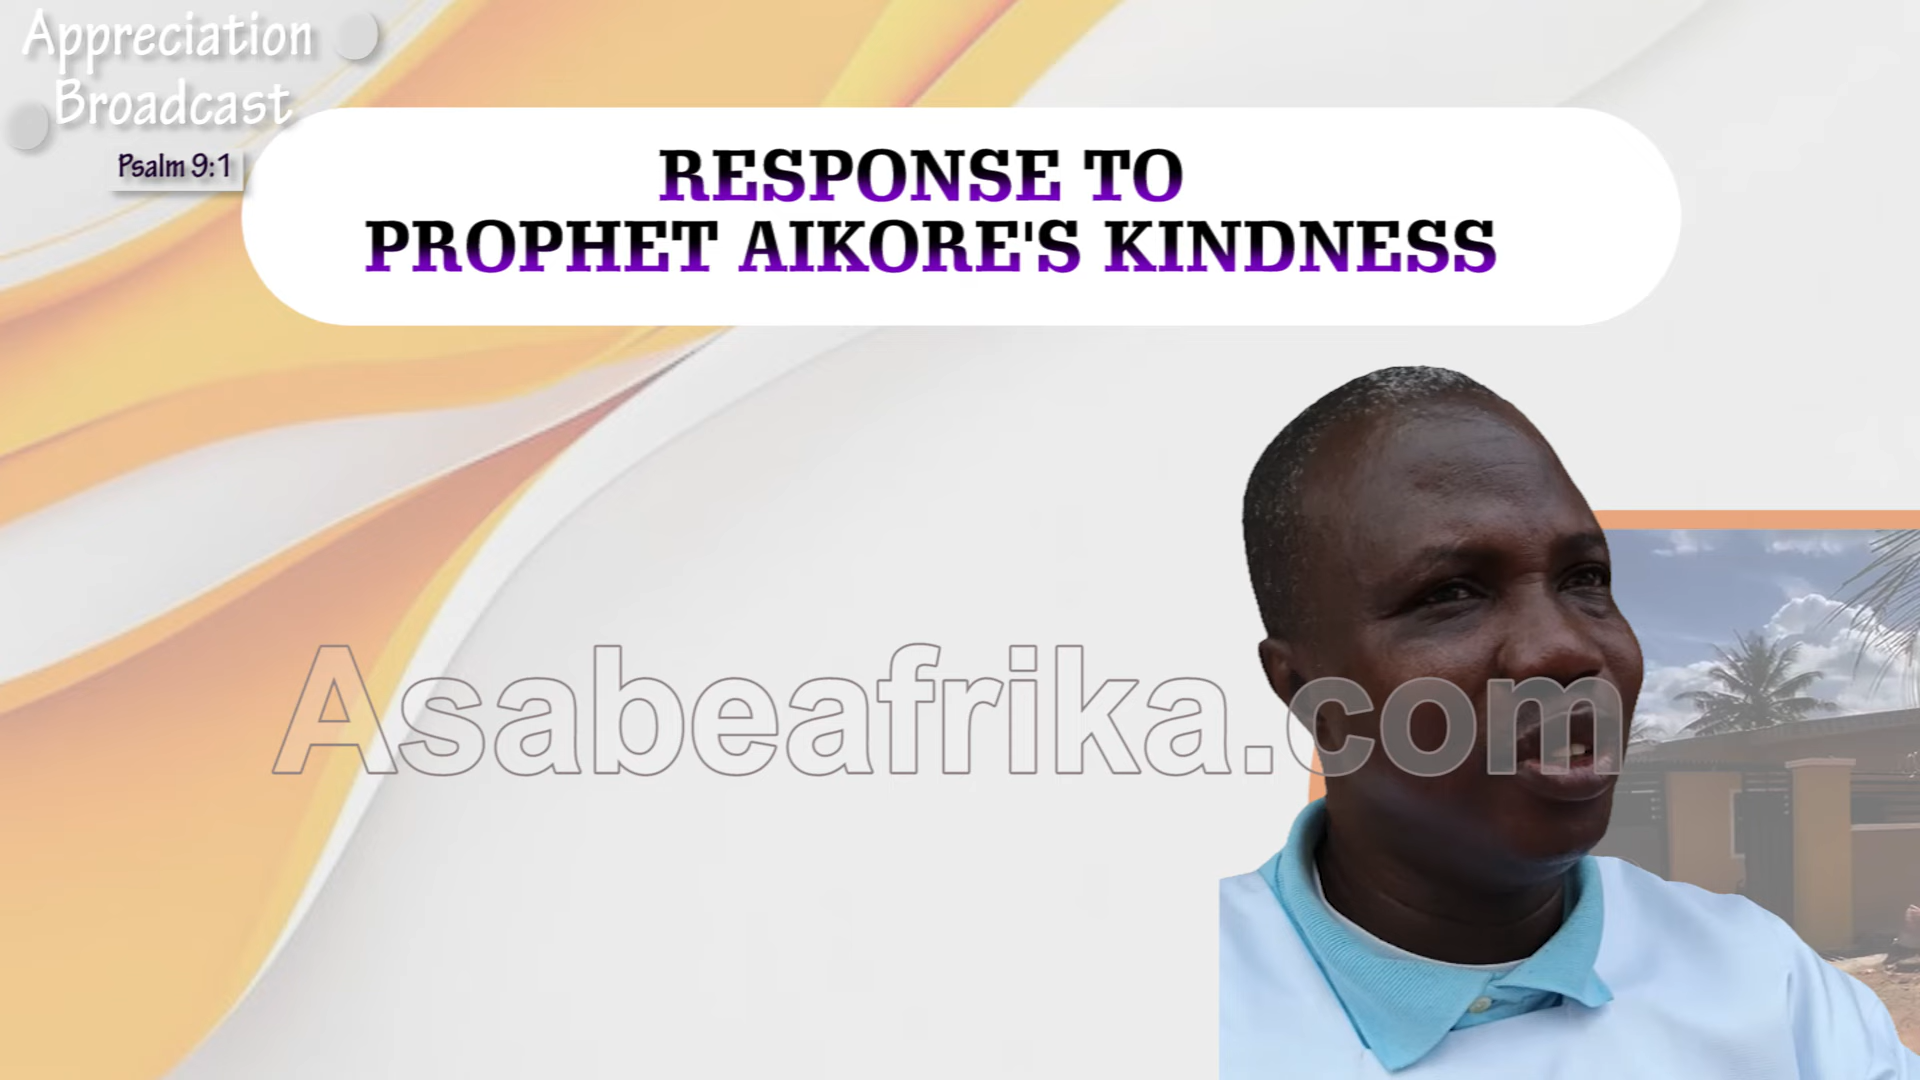 Appreciation
Broadcast
Psalm 9:1
RESPONSE TO
PROPHET AIKORE'S KINDNESS
Asabeafrika.com